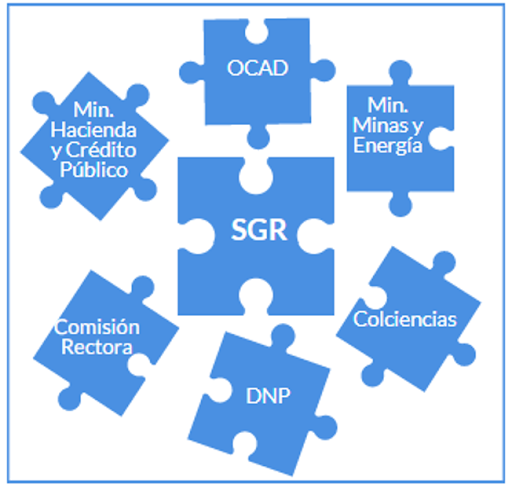 OCAD
Min.
Hacienda
y Crédito
Público
Min.
Minas y
Energía
SGR
Comisión
Rectora
Colciencias
DNP